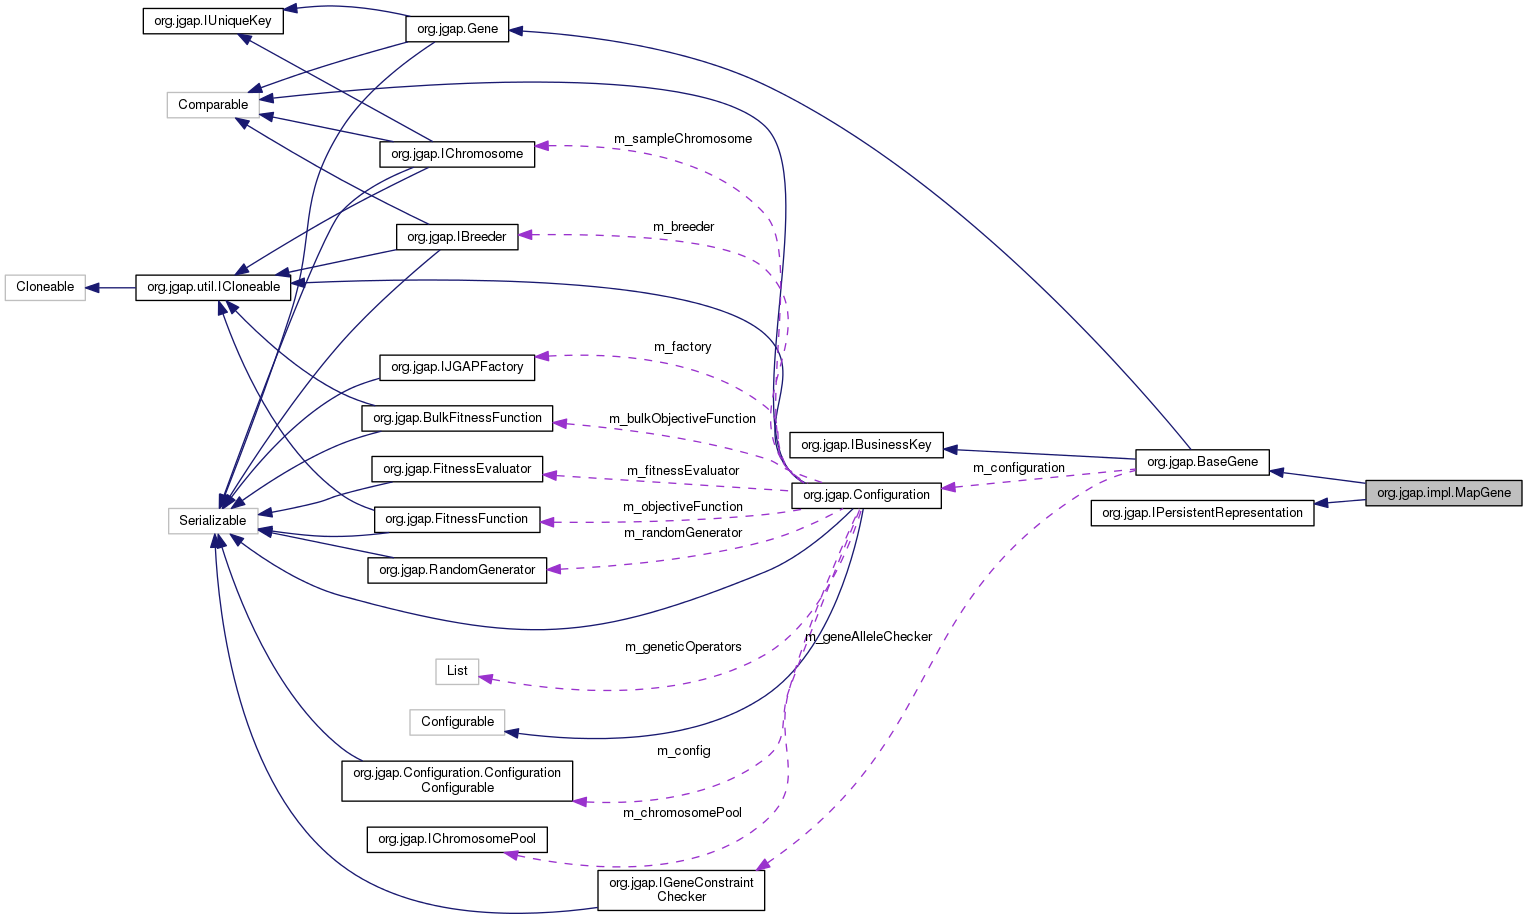 org.jgap.IUniqueKey
org.jgap.Gene
Comparable
m_sampleChromosome
org.jgap.IChromosome
m_breeder
org.jgap.IBreeder
Cloneable
org.jgap.util.ICloneable
m_factory
org.jgap.IJGAPFactory
m_bulkObjectiveFunction
org.jgap.BulkFitnessFunction
org.jgap.IBusinessKey
org.jgap.BaseGene
m_configuration
m_fitnessEvaluator
org.jgap.FitnessEvaluator
org.jgap.Configuration
org.jgap.impl.MapGene
m_objectiveFunction
org.jgap.IPersistentRepresentation
Serializable
org.jgap.FitnessFunction
m_randomGenerator
org.jgap.RandomGenerator
m_geneAlleleChecker
m_geneticOperators
List
Configurable
m_config
org.jgap.Configuration.Configuration
Configurable
m_chromosomePool
org.jgap.IChromosomePool
org.jgap.IGeneConstraint
Checker